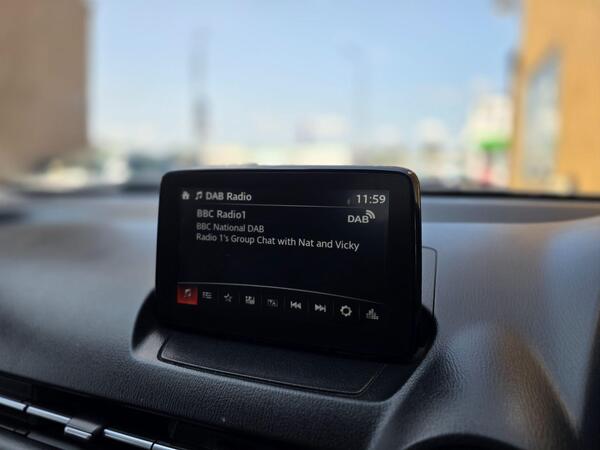 DAB Radio 11:59
BBC Radio1 DAB
BBC National DAB
Radio 1's Group Chat with Nat and Vicky